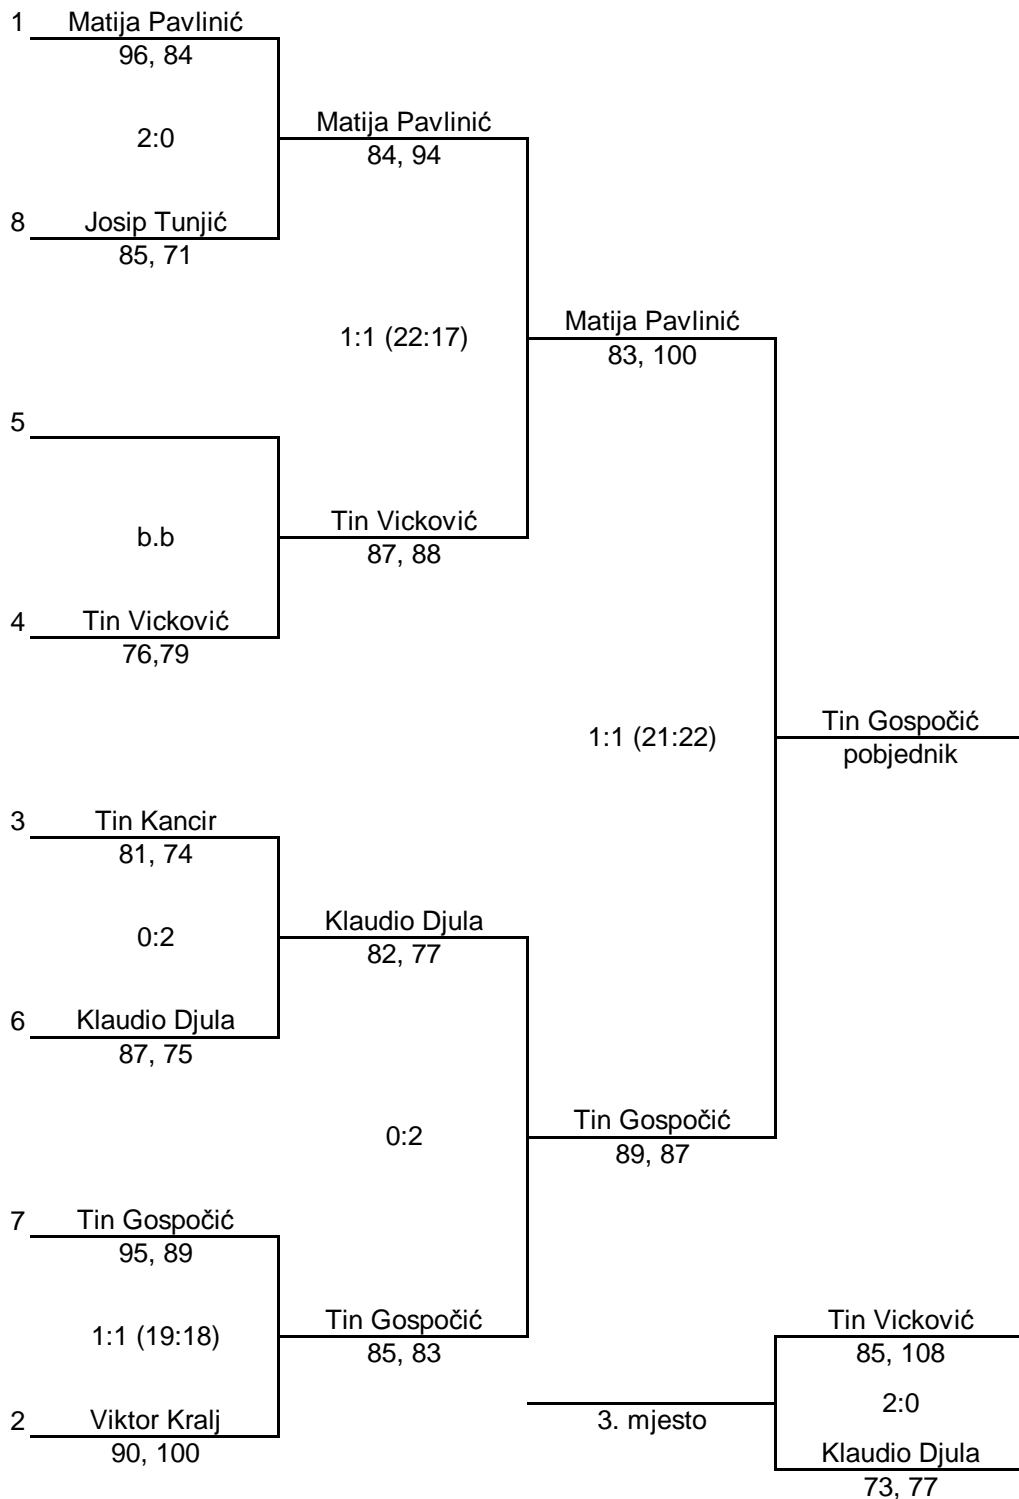 1 Matija Pavlinić
96, 84
2:0
Matija Pavlinić
84, 94
8 Josip Tunjić
85, 71
1:1 (22:17)
Matija Pavlinić
83, 100
5
b.b
Tin Vicković
87, 88
4 Tin Vicković
76,79
1:1 (21:22)
Tin Gospočić
pobjednik
3 Tin Kancir
81, 74
0:2
Klaudio Djula
82, 77
6 Klaudio Djula
87, 75
0:2
Tin Gospočić
89, 87
7 Tin Gospočić
95, 89
1:1 (19:18)
Tin Gospočić
85, 83
2 Viktor Kralj
90, 100
3. mjesto
Tin Vicković
85, 108
2:0
Klaudio Djula
73, 77